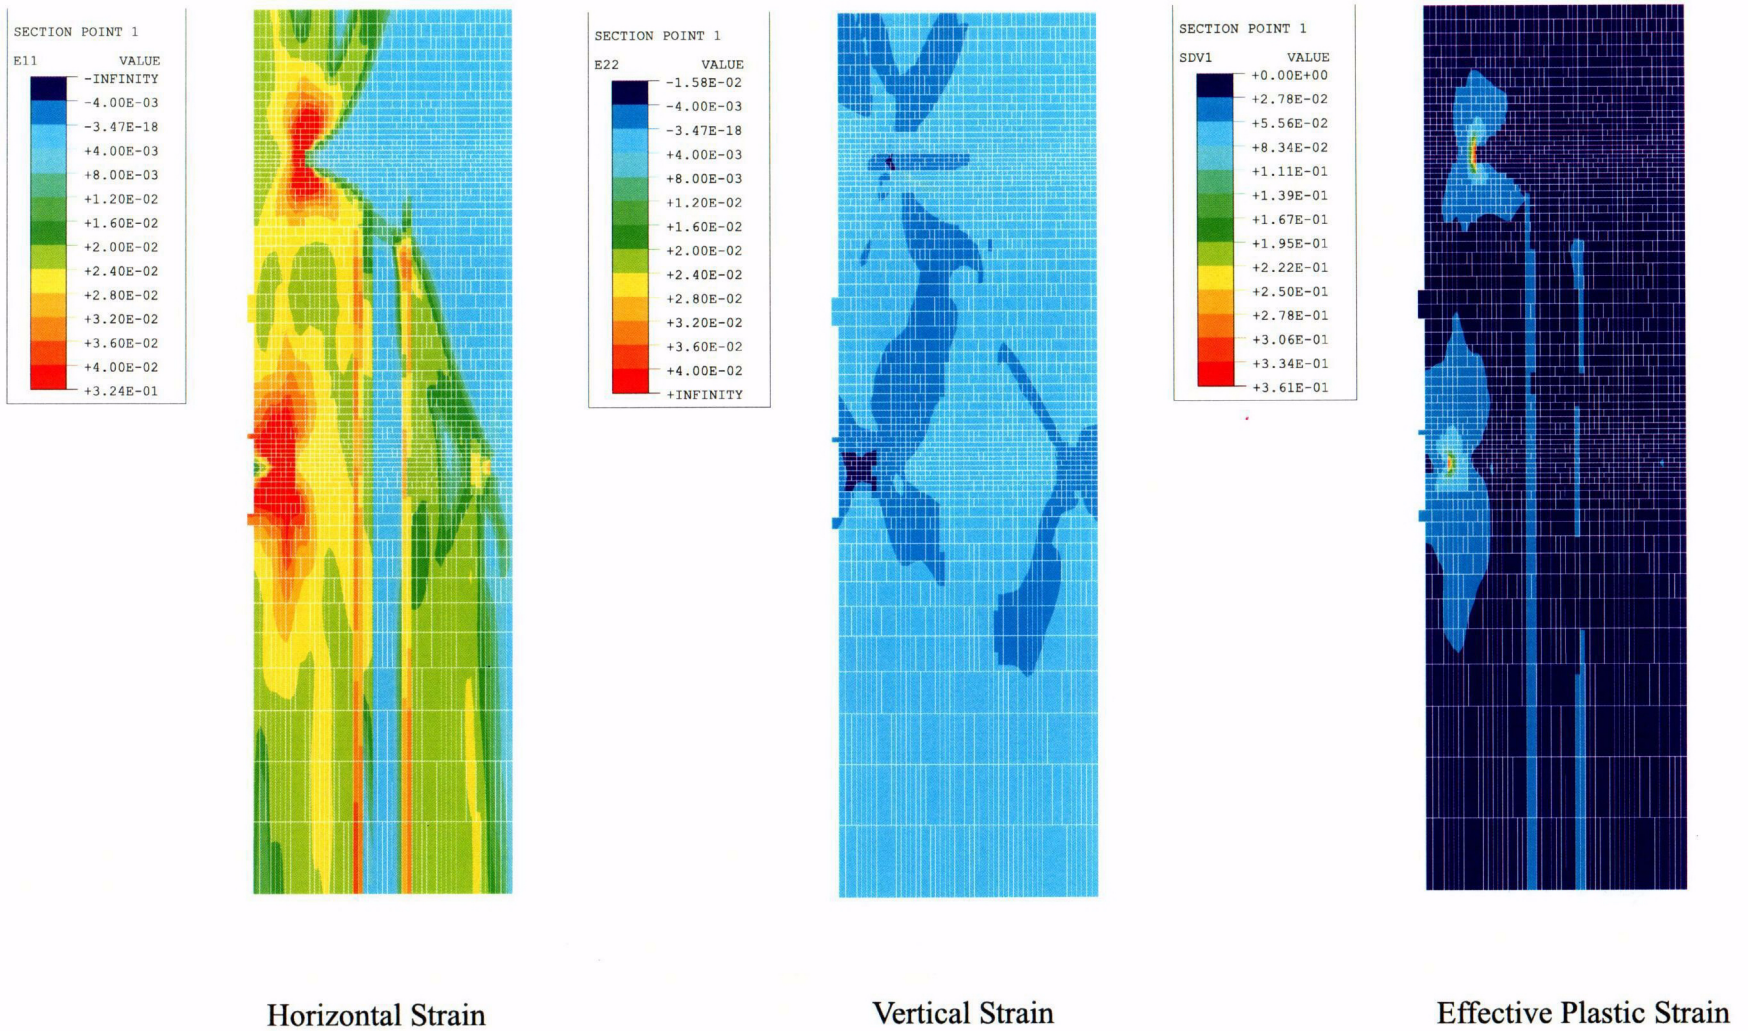 SECTION POINT 1
E11 VALUE
-INFINITY
-4.00E-03
-3.47E-18
+4.00E-03
+8.00E-03
+1.20E-02
+1.60E-02
+2.00E-02
+2.40E-02
+2.80E-02
+3.20E-02
+3.60E-02
+4.00E-02
+3.24E-01
SECTION POINT 1
E22 VALUE
-1.58E-02
-4.00E-03
-3.47E-18
+4.00E-03
+8.00E-03
+1.20E-02
+1.60E-02
+2.00E-02
+2.40E-02
+2.80E-02
+3.20E-02
+3.60E-02
+4.00E-02
+INFINITY
SECTION POINT 1
SDV1 VALUE
+0.00E+00
+2.78E-02
+5.56E-02
+8.34E-02
+1.11E-01
+1.39E-01
+1.67E-01
+1.95E-01
+2.22E-01
+2.50E-01
+2.78E-01
+3.06E-01
+3.34E-01
+3.61E-01
Horizontal Strain
Vertical Strain
Effective Plastic Strain